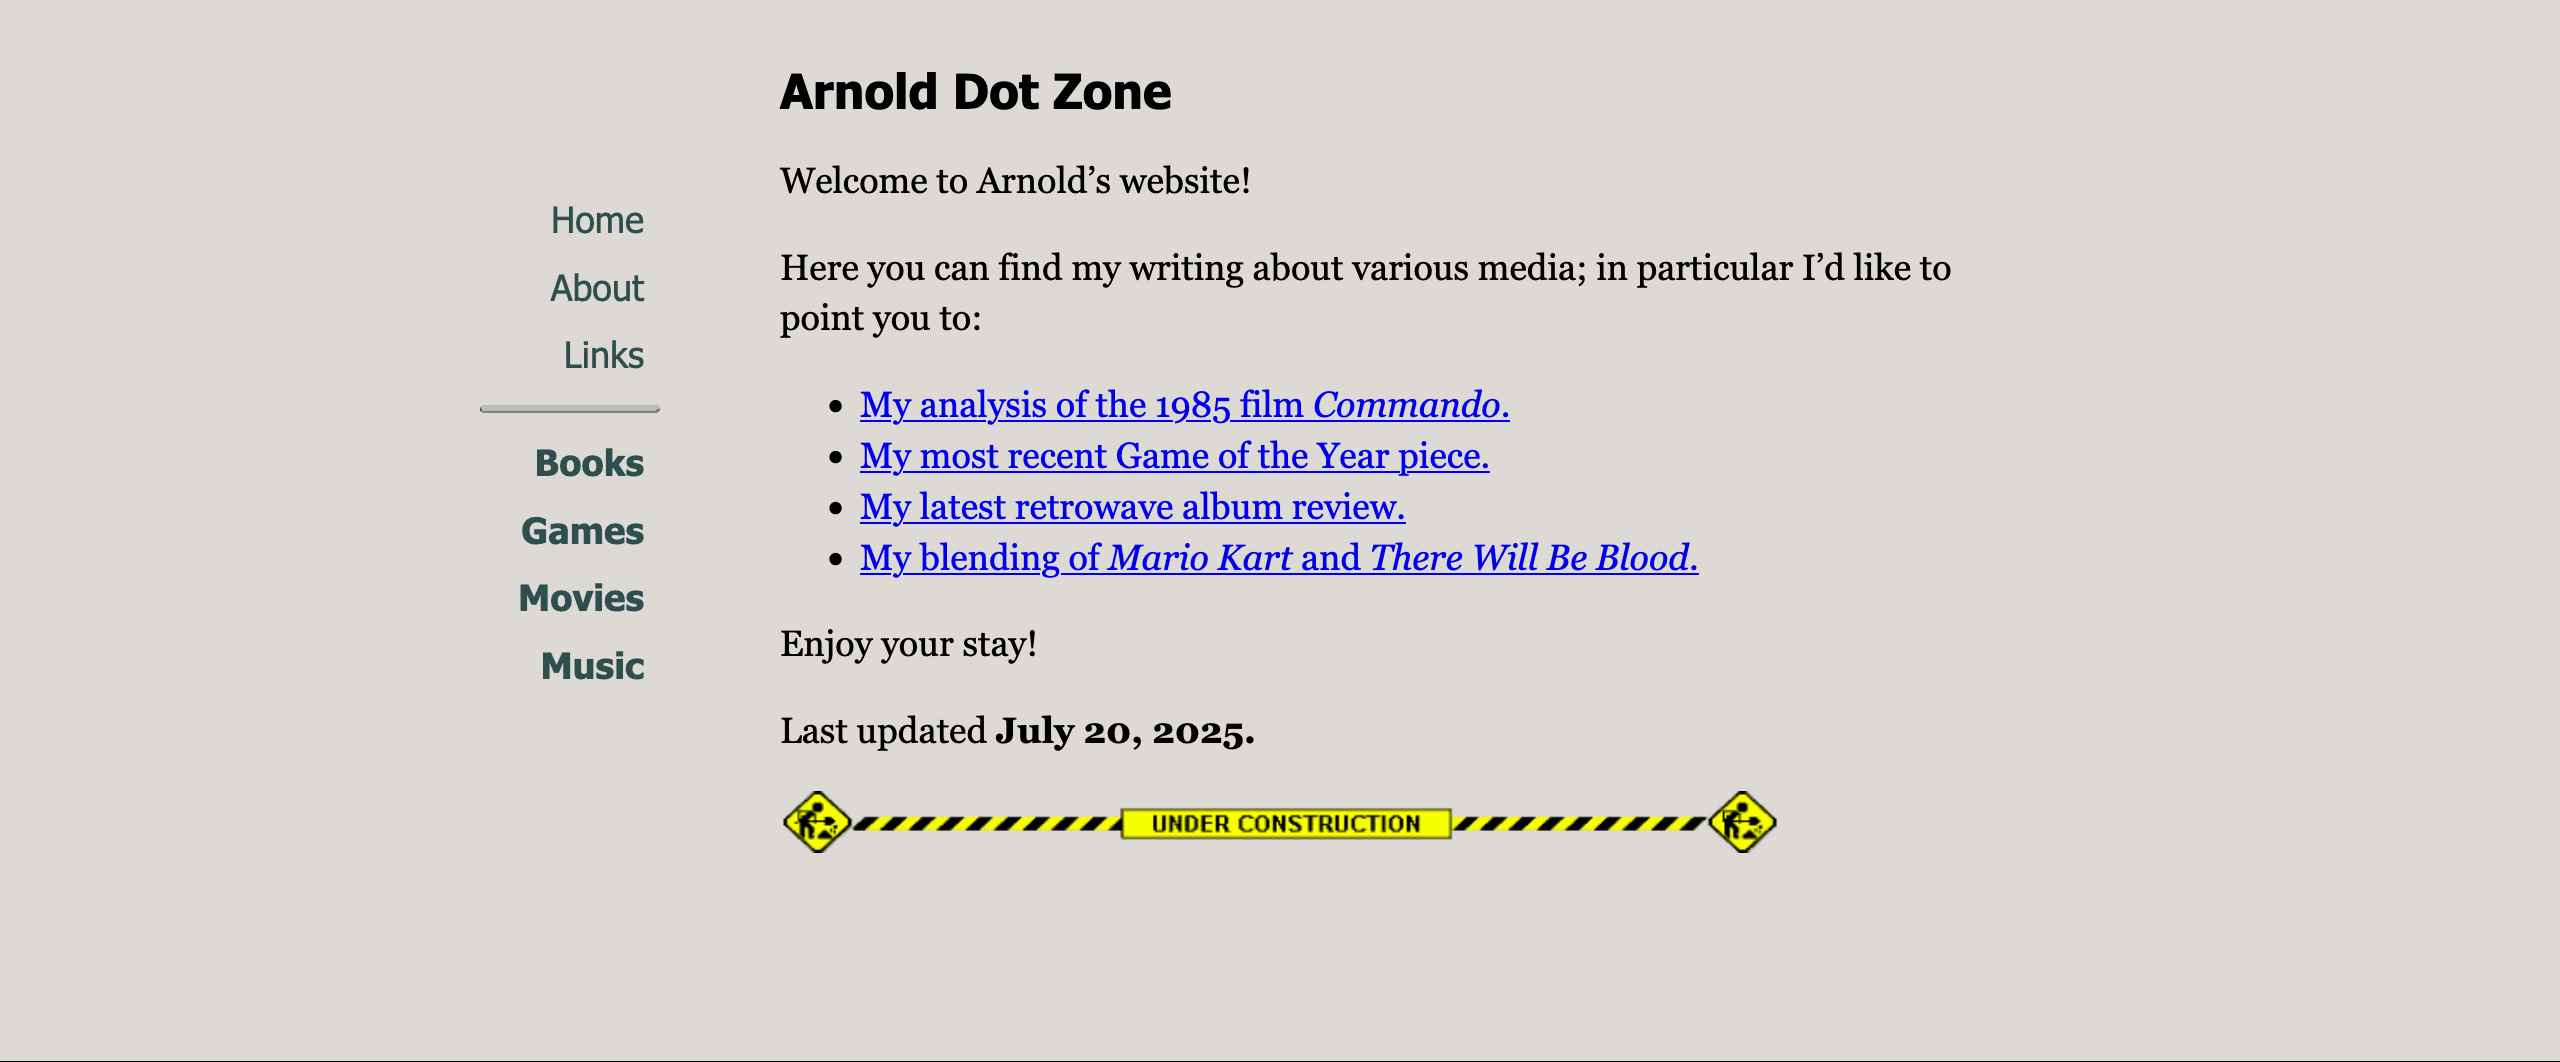 Arnold Dot Zone
Home
About
Links
Books
Games
Movies
Music
Welcome to Arnold’s website!
Here you can find my writing about various media; in particular I’d like to
point you to:
My analysis of the 1985 film Commando.
My most recent Game of the Year piece.
My latest retrowave album review.
My blending of Mario Kart and There Will Be Blood.
Enjoy your stay!
Last updated July 20, 2025.
UNDER CONSTRUCTION